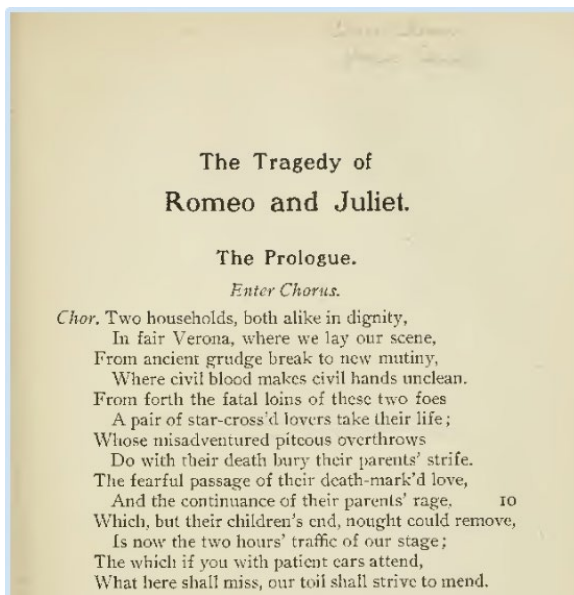 The Tragedy of
Romeo and Juliet.
The Prologue.
Enter Chorus.
Chor. Two households, both alike in dignity,
In fair Verona, where we lay our scene,
From ancient grudge break to new mutiny,
Where civil blood makes civil hands unclean.
From forth the fatal loins of these two foes
A pair of star-cross'd lovers take their life;
Whose misadventured piteous overthrows
Do with their death bury their parents' strife.
The fearful passage of their death-mark'd love,
And the continuance of their parents' rage, 10
Which, but their children's end, nought could remove,
Is now the two hours' traffic of our stage;
The which if you with patient ears attend,
What here shall miss, our toil shall strive to mend.